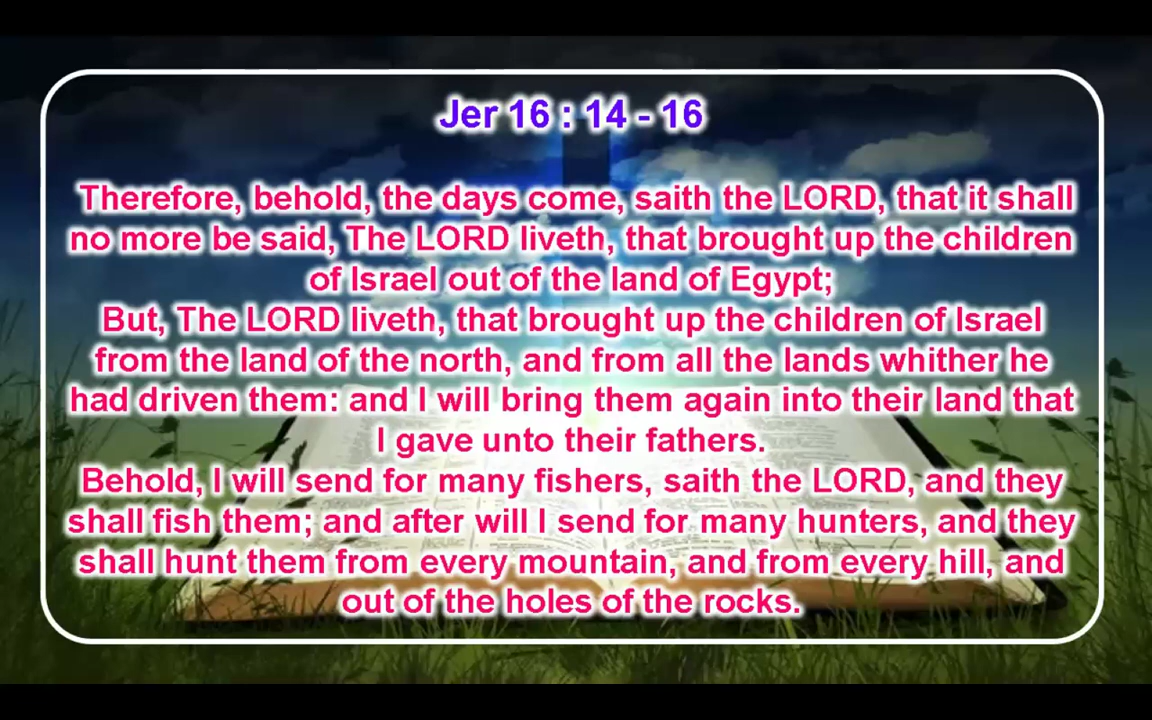 Jer 16 : 14 - 16
Therefore, behold, the days come, saith the LORD, that it shall
no more be said, The LORD liveth, that brought up the children
of Israel out of the land of Egypt;
But, The LORD liveth, that brought up the children of Israel
from the land of the north, and from all the lands whither he
had driven them: and I will bring them again into their land that
I gave unto their fathers.
Behold, I will send for many fishers, saith the LORD, and they
shall fish them; and after will I send for many hunters, and they
shall hunt them from every mountain, and from every hill, and
out of the holes of the rocks.